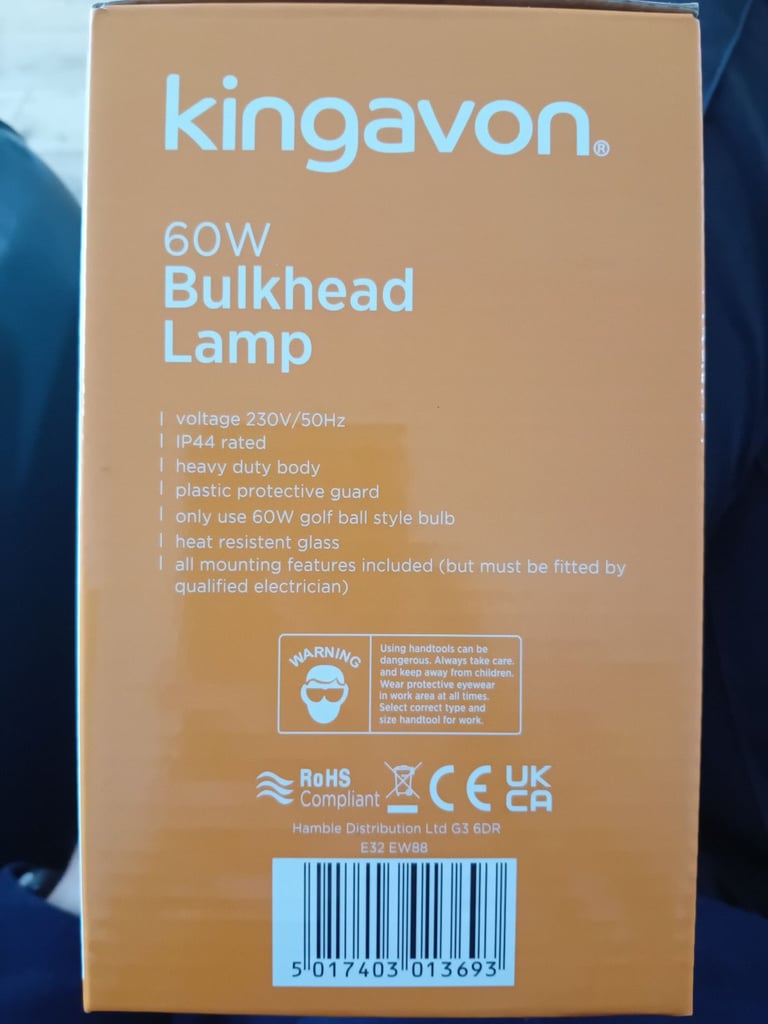 kingavon®
60W
Bulkhead
Lamp
| voltage 230V/50Hz
| IP44 rated
| heavy duty body
| plastic protective guard
| only use 60W golf ball style bulb
| heat resistent glass
| all mounting features included (but must be fitted by
qualified electrician)
WARNING
Using handtools can be
dangerous. Always take care.
and keep away from children.
Wear protective eyewear
in work area at all times.
Select correct type and
size handtool for work.
RoHS
Compliant
CE
UK
CA
Hamble Distribution Ltd G3 6DR
E32 EW88
5 017403 013693